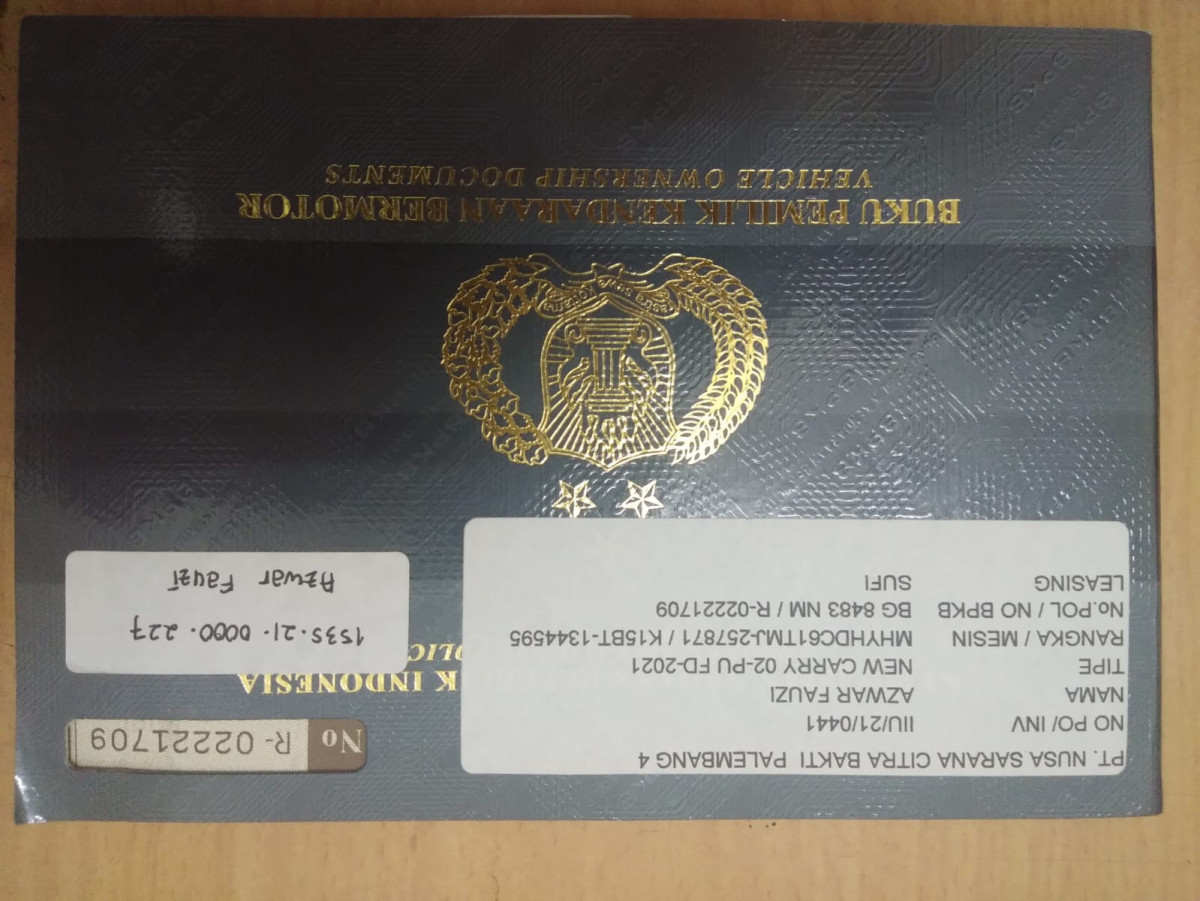 PT. NUSA SARANA CITRA BAKTI PALEMBANG 4
NO PO/ INV IIU/21/0441
NAMA AZWAR FAUZI
TIPE NEW CARRY 02-PU FD-2021
RANGKA / MESIN MHYHDC61TMJ-257871 / K15BT-1344595
No.POL / NO BPKB BG 8483 NM / R-02221709
LEASING SUFI
No R- 02221709
K INDONESIA
OLIC
1535.21.0000.227
Azwar Fauzi
BUKU PEMILIK KENDARAAN BERMOTOR
VEHICLE OWNERSHIP DOCUMENTS